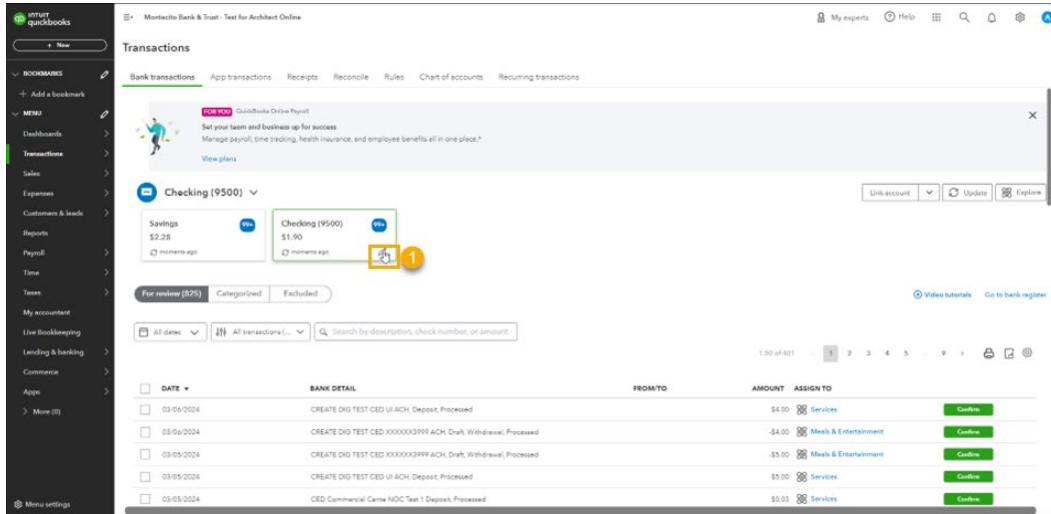 INTUIT
quickbooks
Montecito Bank & Trust - Test for Architect Online
My experts
Help
+ New
Transactions
BOOKMARKS
+ Add a bookmark
MENU
Dashboards
Transactions
Sales
Expenses
Customers & leads
Reports
Payroll
Time
Taxes
My accountant
Live Bookkeeping
Lending & banking
Commerce
Apps
More (0)
Menu settings
Bank transactions App transactions Receipts Reconcile Rules Chart of accounts Recurring transactions
FOR YOU QuickBooks Online Payroll
Set your team and business up for success
Manage payroll, time tracking, health insurance, and employee benefits all in one place.*
View plans
Checking (9500)
Link account Update Explore
Savings 99+
$2.28
moments ago
Checking (9500) 99+
$1.90
moments ago
1
For review (825) Categorized Excluded
Video tutorials Go to bank register
All dates All transactions (... Search by description, check number, or amount
1-50 of 401 1 2 3 4 5 ... 9
DATE BANK DETAIL FROM/TO AMOUNT ASSIGN TO
03/06/2024 CREATE DIG TEST CED UI ACH, Deposit, Processed $4.00 Services Confirm
03/06/2024 CREATE DIG TEST CED XXXXXX3999 ACH, Draft, Withdrawal, Processed -$4.00 Meals & Entertainment Confirm
03/05/2024 CREATE DIG TEST CED XXXXXX3999 ACH, Draft, Withdrawal, Processed -$5.00 Meals & Entertainment Confirm
03/05/2024 CREATE DIG TEST CED UI ACH, Deposit, Processed $5.00 Services Confirm
03/05/2024 CED Commercial Cente NOC Test 1 Deposit, Processed $0.03 Services Confirm